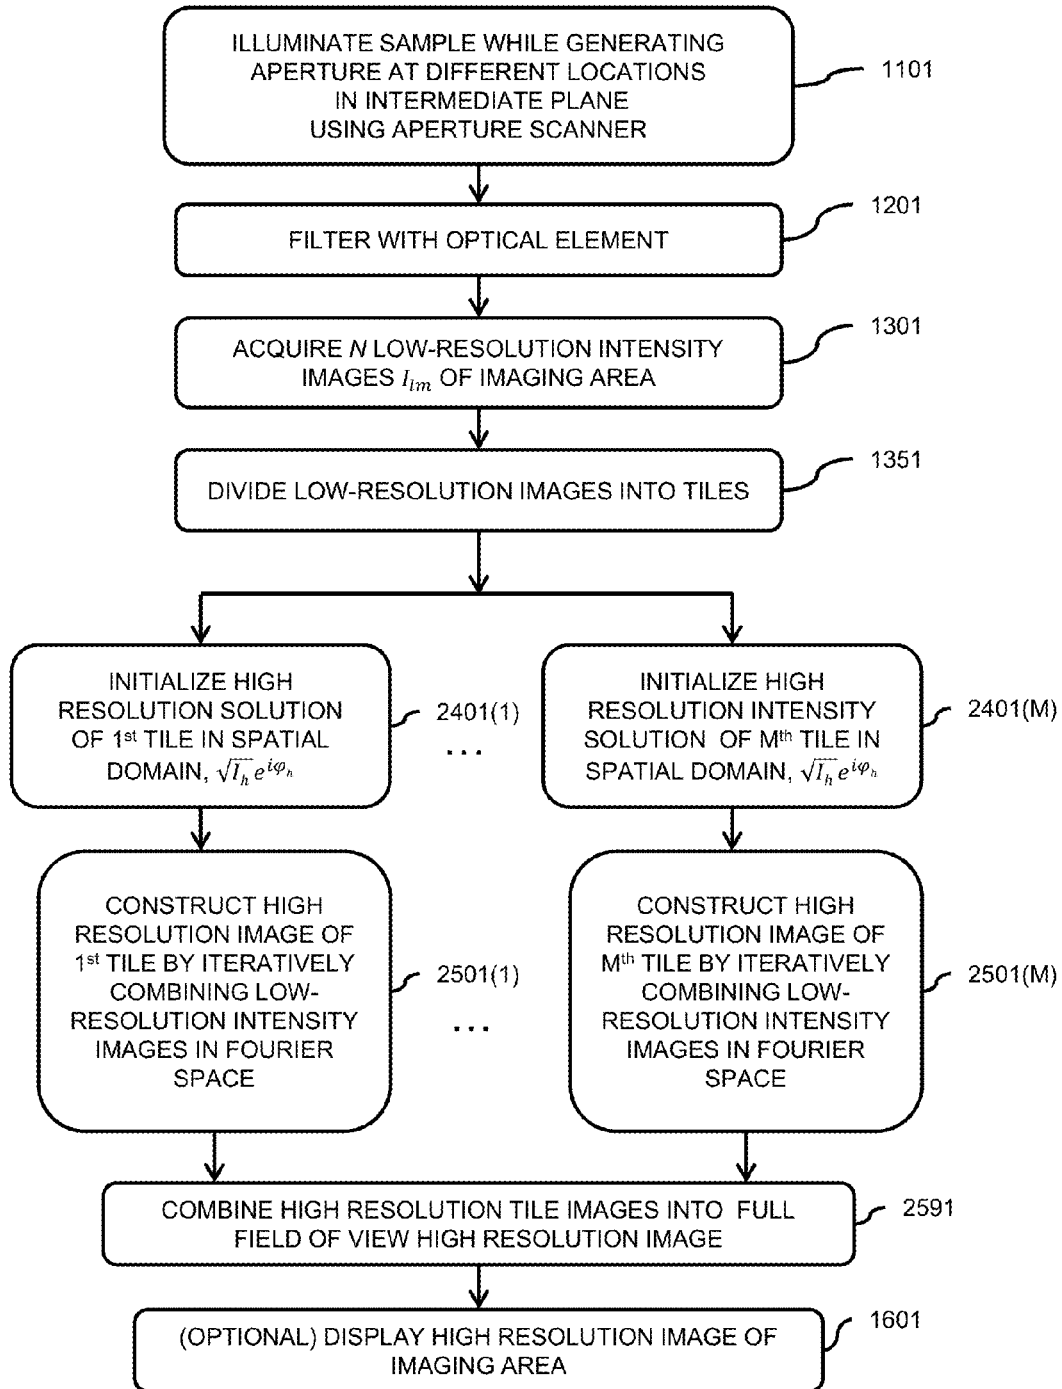 ILLUMINATE SAMPLE WHILE GENERATING
APERTURE AT DIFFERENT LOCATIONS
IN INTERMEDIATE PLANE
USING APERTURE SCANNER
1101
FILTER WITH OPTICAL ELEMENT
1201
ACQUIRE N LOW-RESOLUTION INTENSITY
IMAGES I_{lm} OF IMAGING AREA
1301
DIVIDE LOW-RESOLUTION IMAGES INTO TILES
1351
INITIALIZE HIGH
RESOLUTION SOLUTION
OF 1st TILE IN SPATIAL
DOMAIN, √I_h e^{iφ_h}
2401(1)
...
INITIALIZE HIGH
RESOLUTION INTENSITY
SOLUTION OF Mth TILE IN
SPATIAL DOMAIN, √I_h e^{iφ_h}
2401(M)
CONSTRUCT HIGH
RESOLUTION IMAGE OF
1st TILE BY ITERATIVELY
COMBINING LOW-
RESOLUTION INTENSITY
IMAGES IN FOURIER
SPACE
2501(1)
...
CONSTRUCT HIGH
RESOLUTION IMAGE OF
Mth TILE BY ITERATIVELY
COMBINING LOW-
RESOLUTION INTENSITY
IMAGES IN FOURIER
SPACE
2501(M)
COMBINE HIGH RESOLUTION TILE IMAGES INTO FULL
FIELD OF VIEW HIGH RESOLUTION IMAGE
2591
(OPTIONAL) DISPLAY HIGH RESOLUTION IMAGE OF
IMAGING AREA
1601